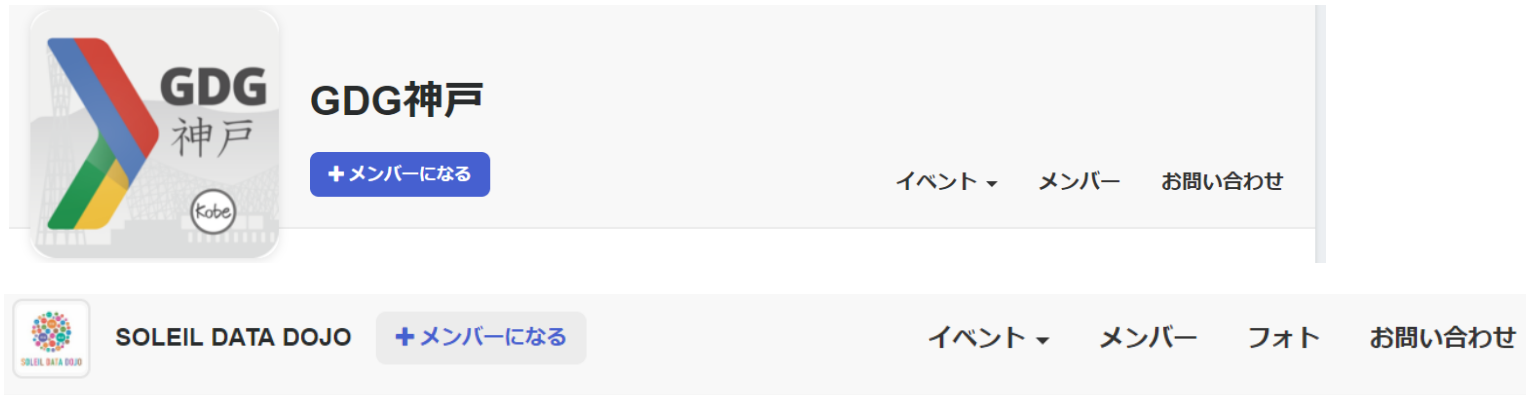 GDG
神戸
Kobe
GDG神戸
+メンバーになる
イベント メンバー お問い合わせ
SOLEIL DATA DOJO
SOLEIL DATA DOJO +メンバーになる
イベント メンバー フォト お問い合わせ